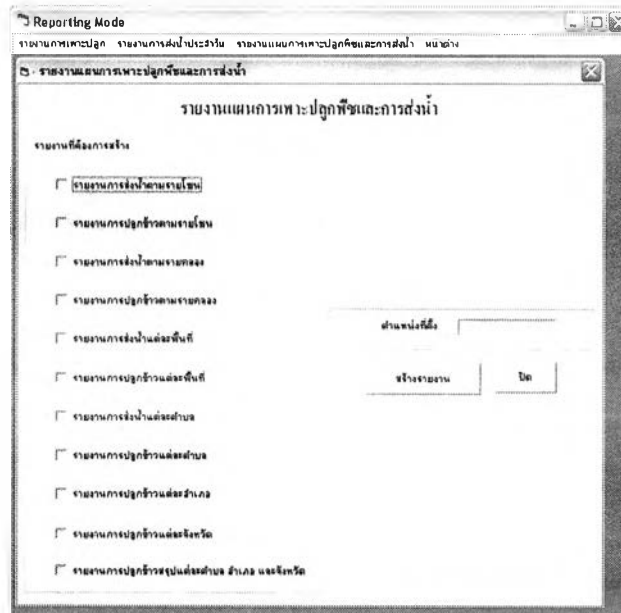 Reporting Mode
รายงานการเพาะปลูก รายงานการส่งน้ำประจำวัน รายงานแผนการเพาะปลูกพืชและการส่งน้ำ หน้าต่าง
รายงานแผนการเพาะปลูกพืชและการส่งน้ำ
รายงานแผนการเพาะปลูกพืชและการส่งน้ำ
รายงานที่ต้องการสร้าง
รายงานการส่งน้ำตามรายโซน
รายงานการปลูกข้าวตามรายโซน
รายงานการส่งน้ำตามรายคลอง
รายงานการปลูกข้าวตามรายคลอง
รายงานการส่งน้ำแต่ละพื้นที่
รายงานการปลูกข้าวแต่ละพื้นที่
รายงานการส่งน้ำแต่ละตำบล
รายงานการปลูกข้าวแต่ละตำบล
รายงานการปลูกข้าวแต่ละอำเภอ
รายงานการปลูกข้าวแต่ละจังหวัด
รายงานการปลูกข้าวสรุปแต่ละตำบล อำเภอ และจังหวัด
ตำแหน่งที่ตั้ง
สร้างรายงาน ปิด